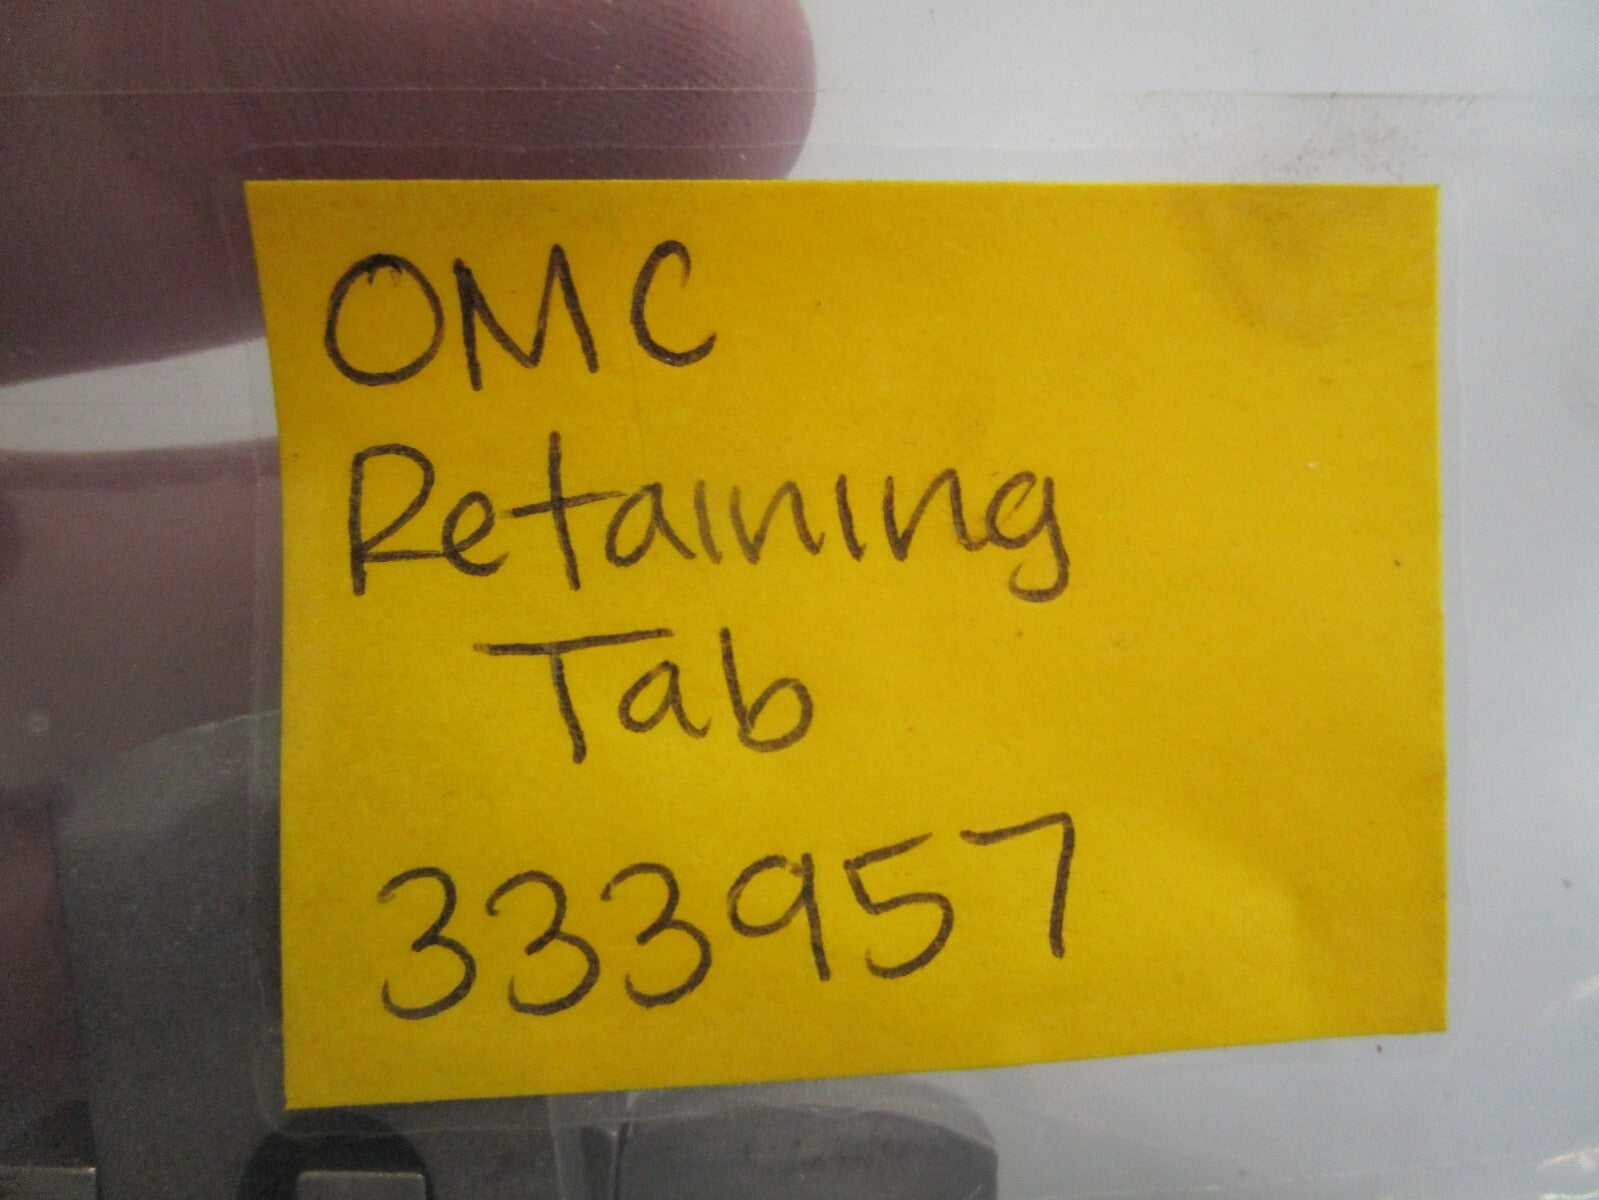 OMC
Retaining
Tab
333957